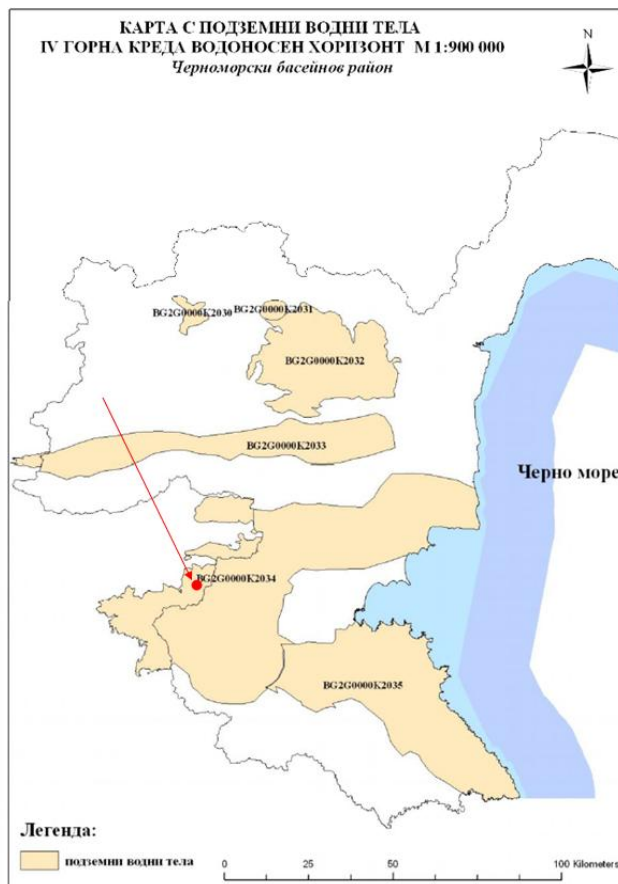 КАРТА С ПОДЗЕМНИ ВОДНИ ТЕЛА
IV ГОРНА КРЕДА ВОДОНОСЕН ХОРИЗОНТ М 1:900 000
Черноморски басейнов район
N
BG2G0000K2030
BG2G0000K2031
BG2G0000K2032
BG2G0000K2033
Черно море
BG2G0000K2034
BG2G0000K2035
Легенда:
подземни водни тела
0 25 50 100 Kilometers